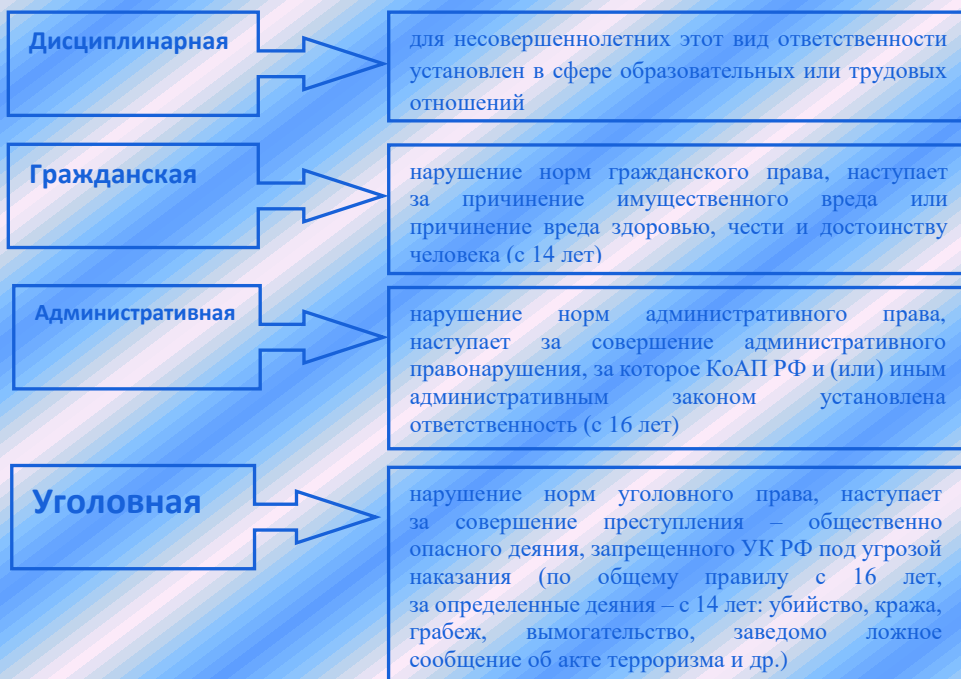 Дисциплинарная
для несовершеннолетних этот вид ответственности
установлен в сфере образовательных или трудовых
отношений
Гражданская
нарушение норм гражданского права, наступает
за причинение имущественного вреда или
причинение вреда здоровью, чести и достоинству
человека (с 14 лет)
Административная
нарушение норм административного права,
наступает за совершение административного
правонарушения, за которое КоАП РФ и (или) иным
административным законом установлена
ответственность (с 16 лет)
Уголовная
нарушение норм уголовного права, наступает
за совершение преступления – общественно
опасного деяния, запрещенного УК РФ под угрозой
наказания (по общему правилу с 16 лет,
за определенные деяния – с 14 лет: убийство, кража,
грабеж, вымогательство, заведомо ложное
сообщение об акте терроризма и др.)